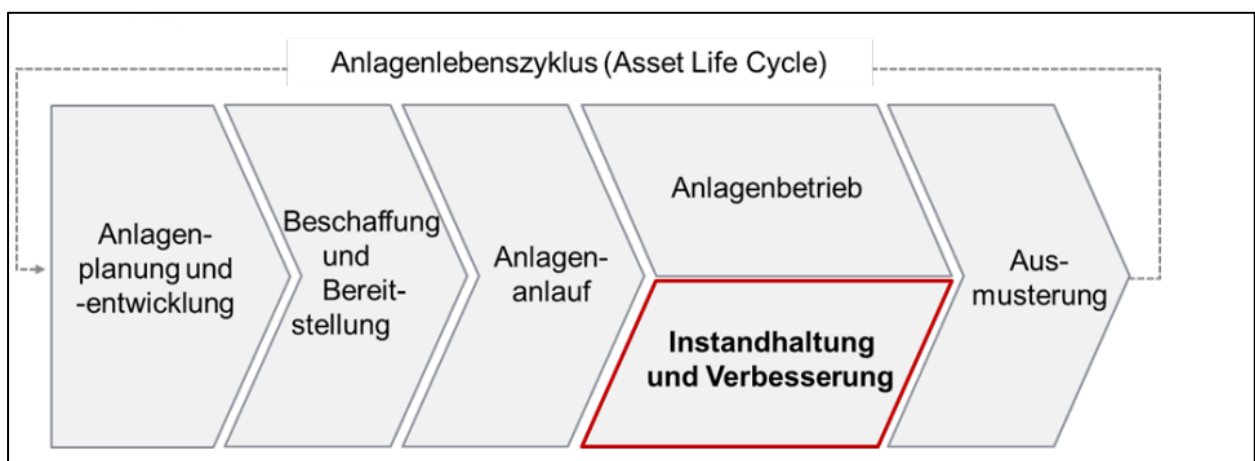 Anlagenlebenszyklus (Asset Life Cycle)
Anlagen-
planung und
-entwicklung
Beschaffung
und
Bereit-
stellung
Anlagen-
anlauf
Anlagenbetrieb
Instandhaltung
und Verbesserung
Aus-
musterung